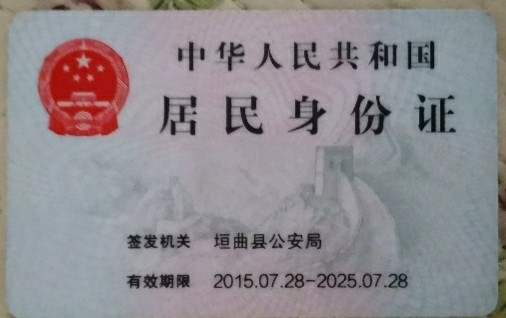 中华人民共和国
居民身份证
签发机关 垣曲县公安局
有效期限 2015.07.28-2025.07.28